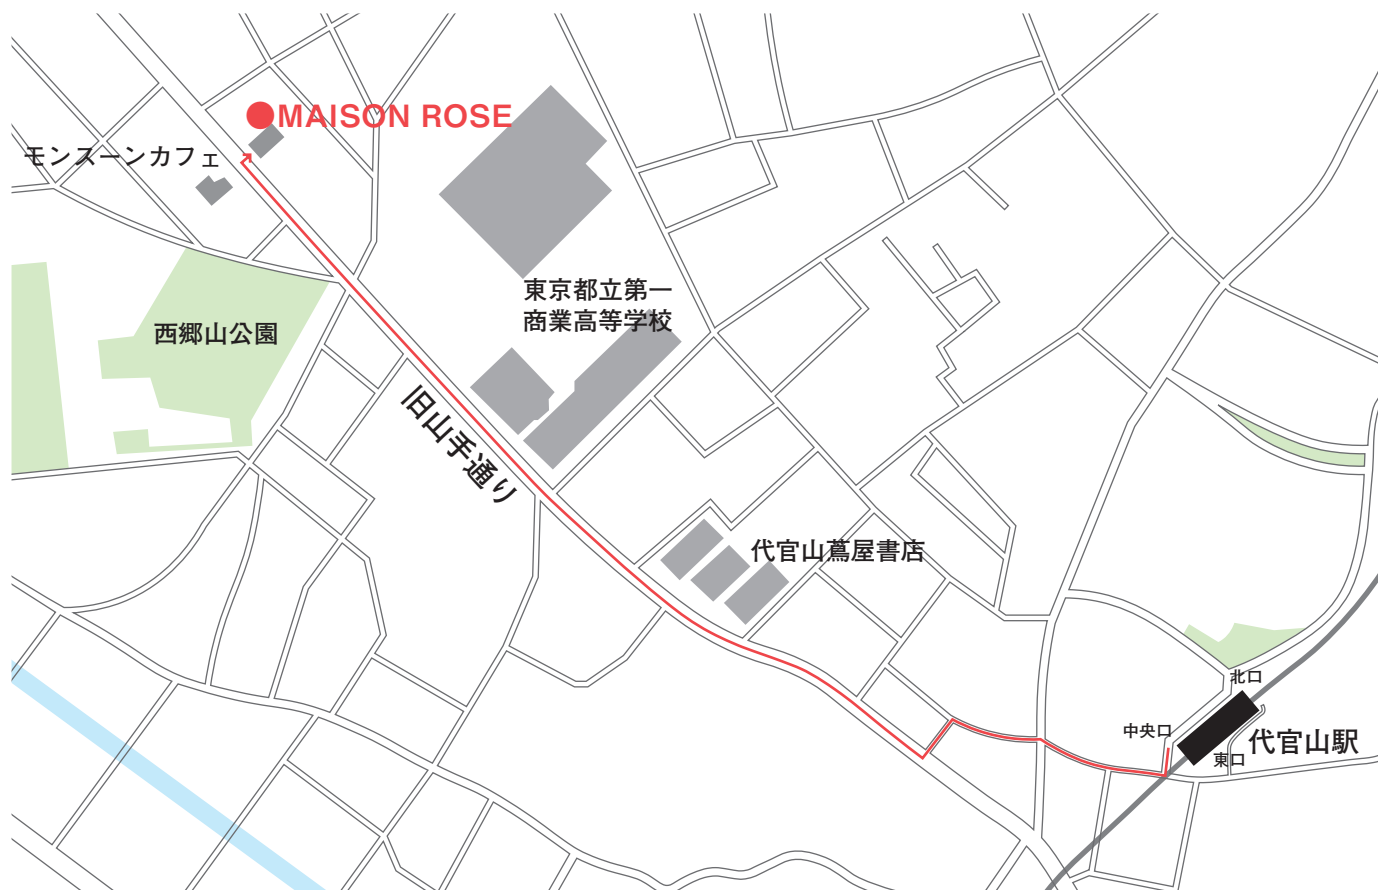 MAISON ROSE
モンスーンカフェ
東京都立第一
商業高等学校
西郷山公園
旧山手通り
代官山蔦屋書店
北口
中央口
代官山駅
東口